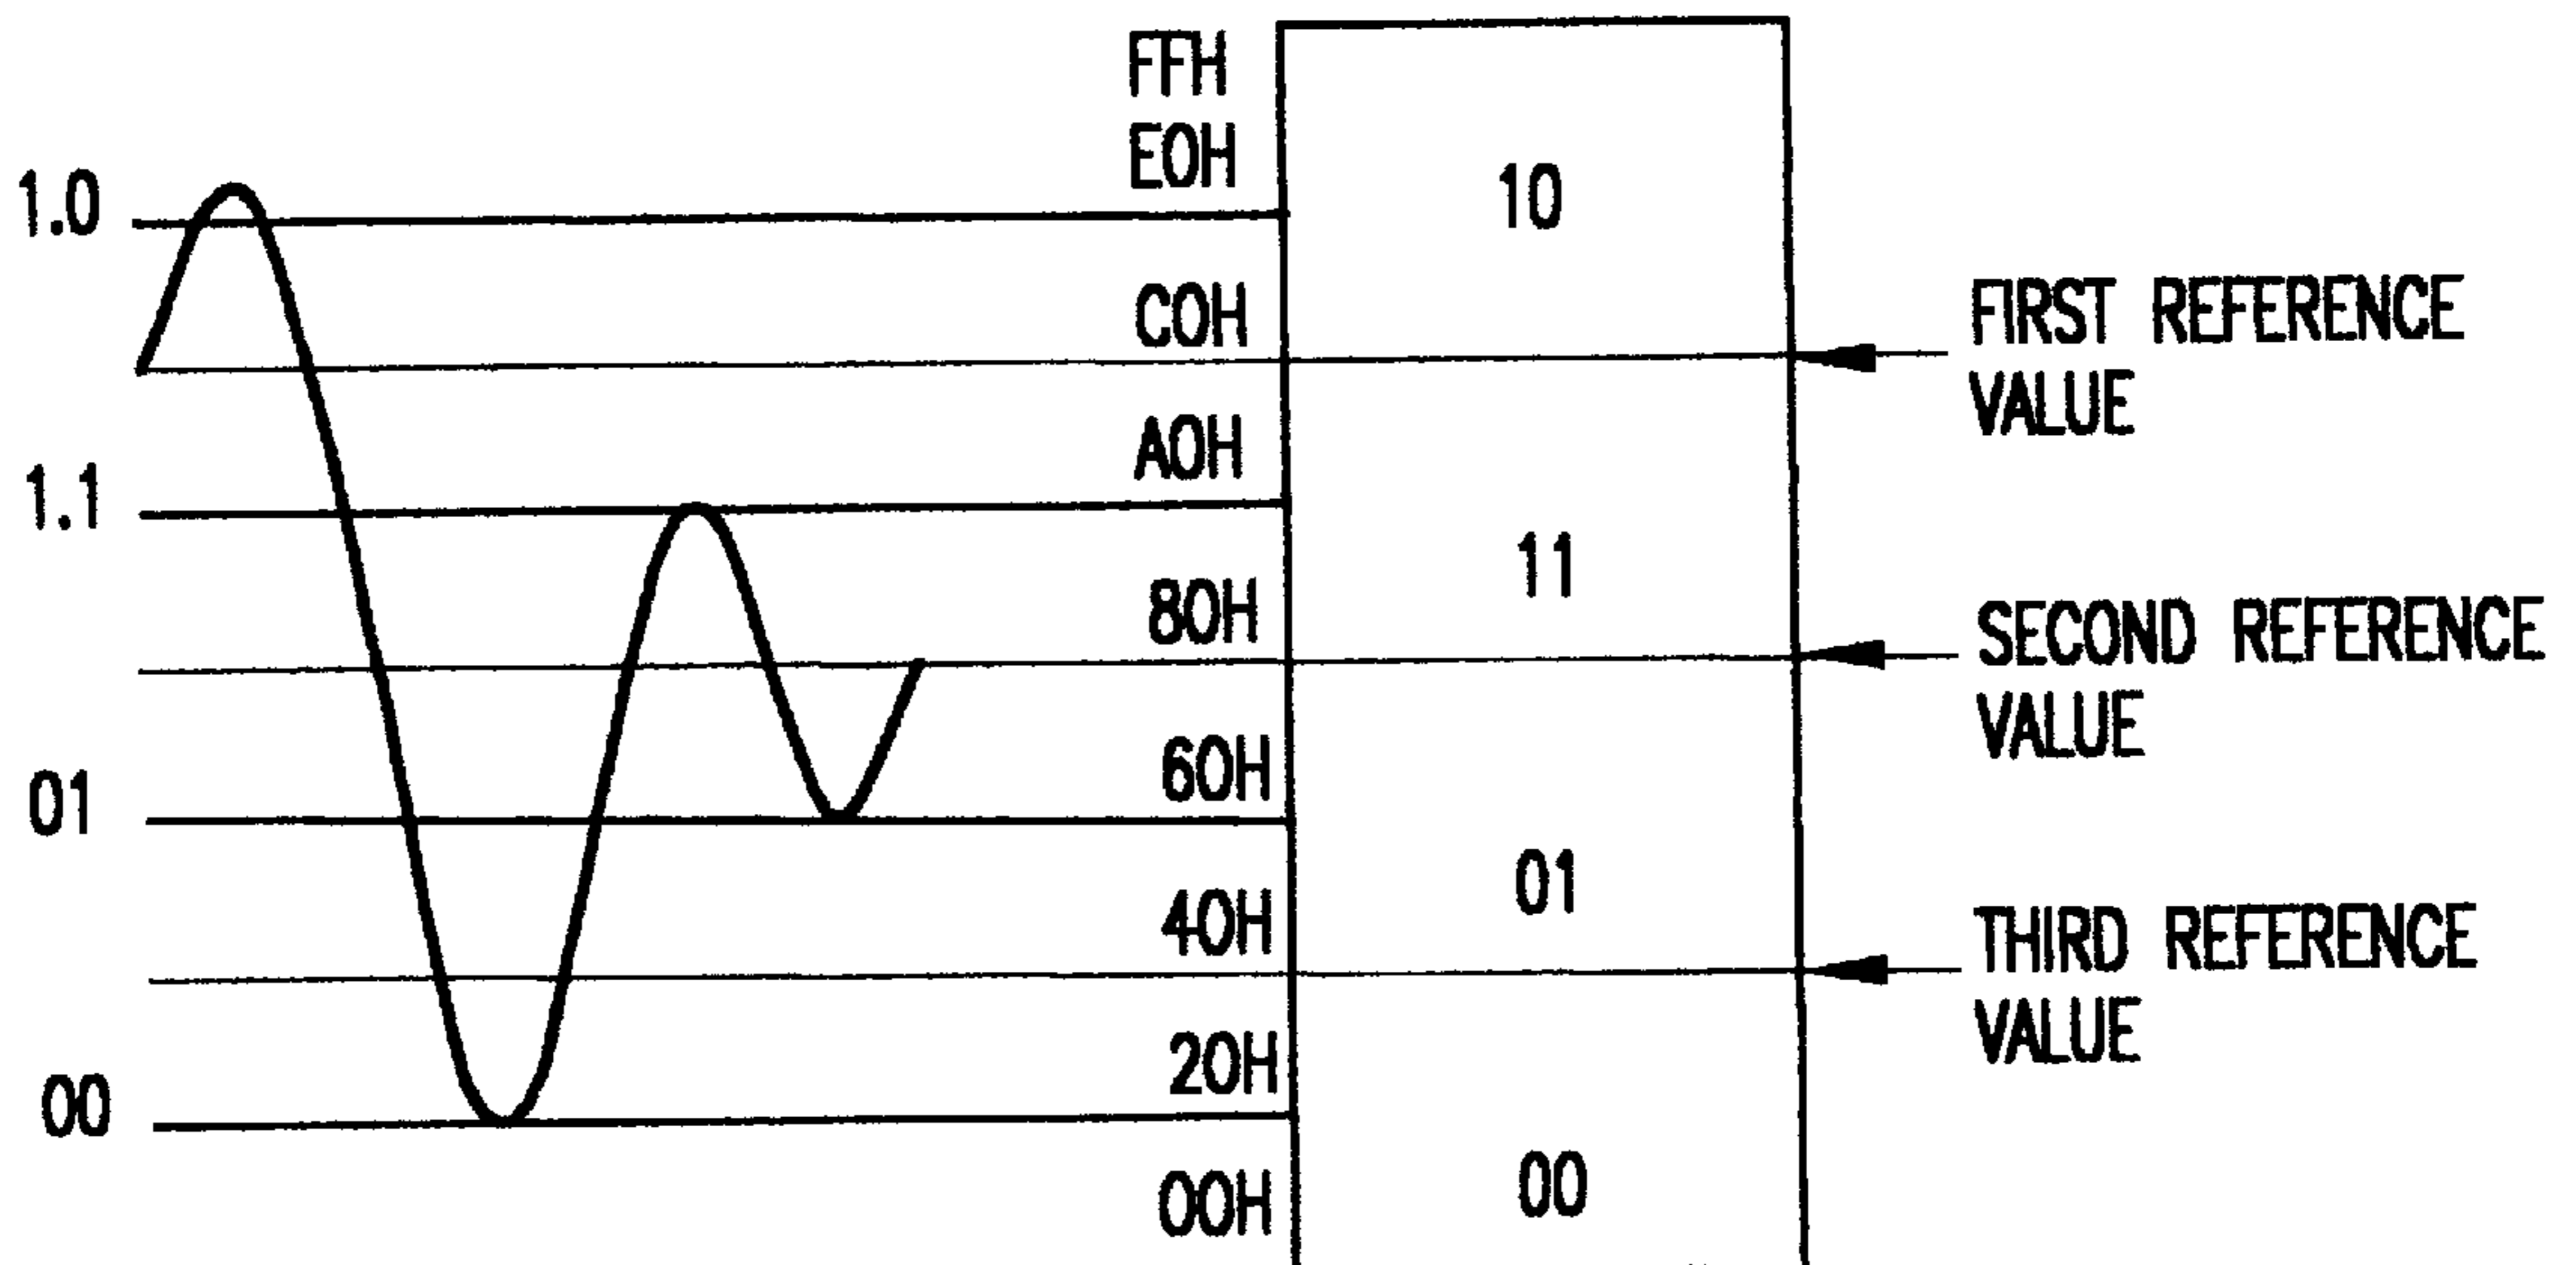 FFH
E0H
1.0
10
C0H
FIRST REFERENCE
VALUE
A0H
1.1
11
80H
SECOND REFERENCE
VALUE
60H
01
01
40H
THIRD REFERENCE
VALUE
20H
00
00H
00